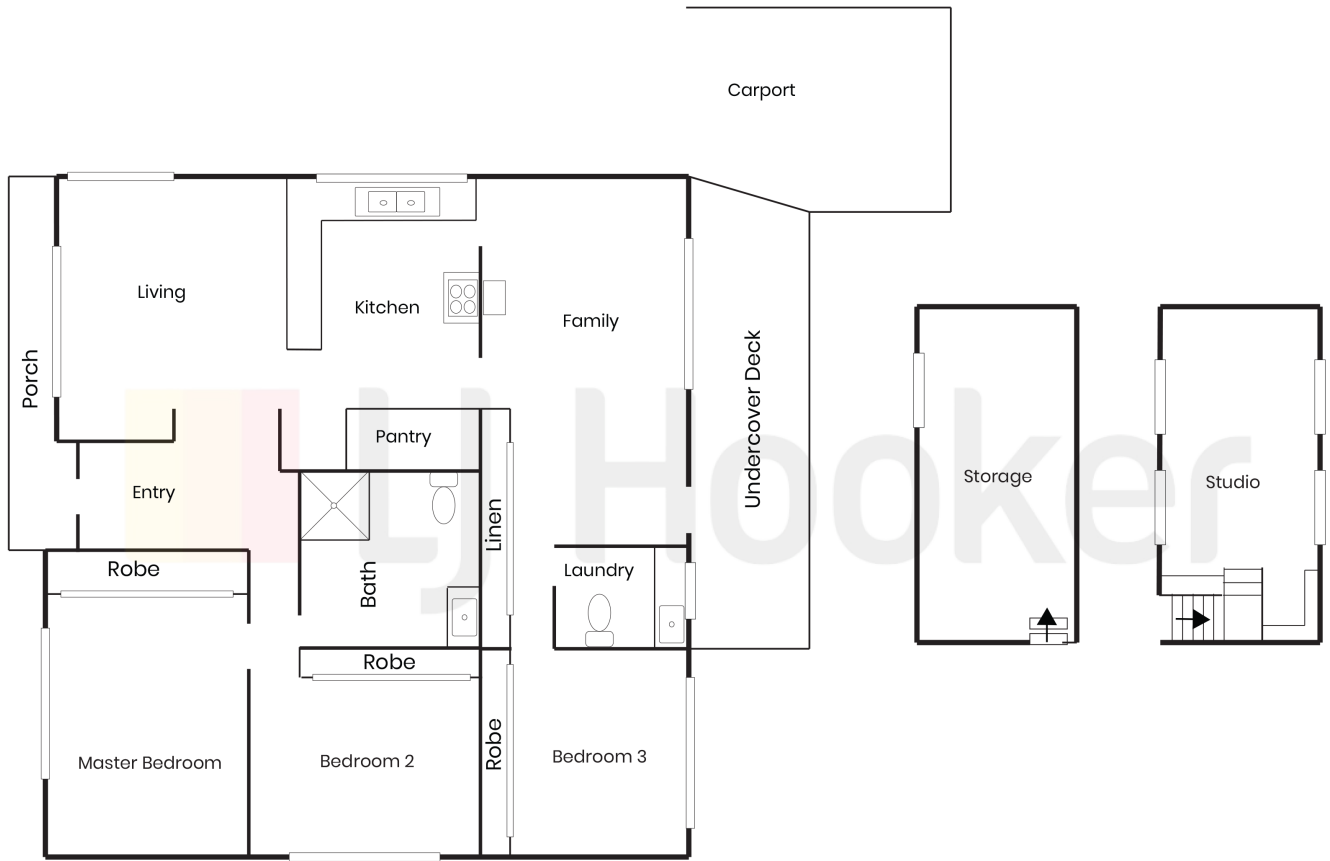 Carport
Living
Kitchen
Family
Porch
Undercover Deck
Pantry
Entry
Linen
Storage
Studio
LJ Hooker
Robe
Bath
Laundry
Robe
Robe
Master Bedroom
Bedroom 2
Bedroom 3